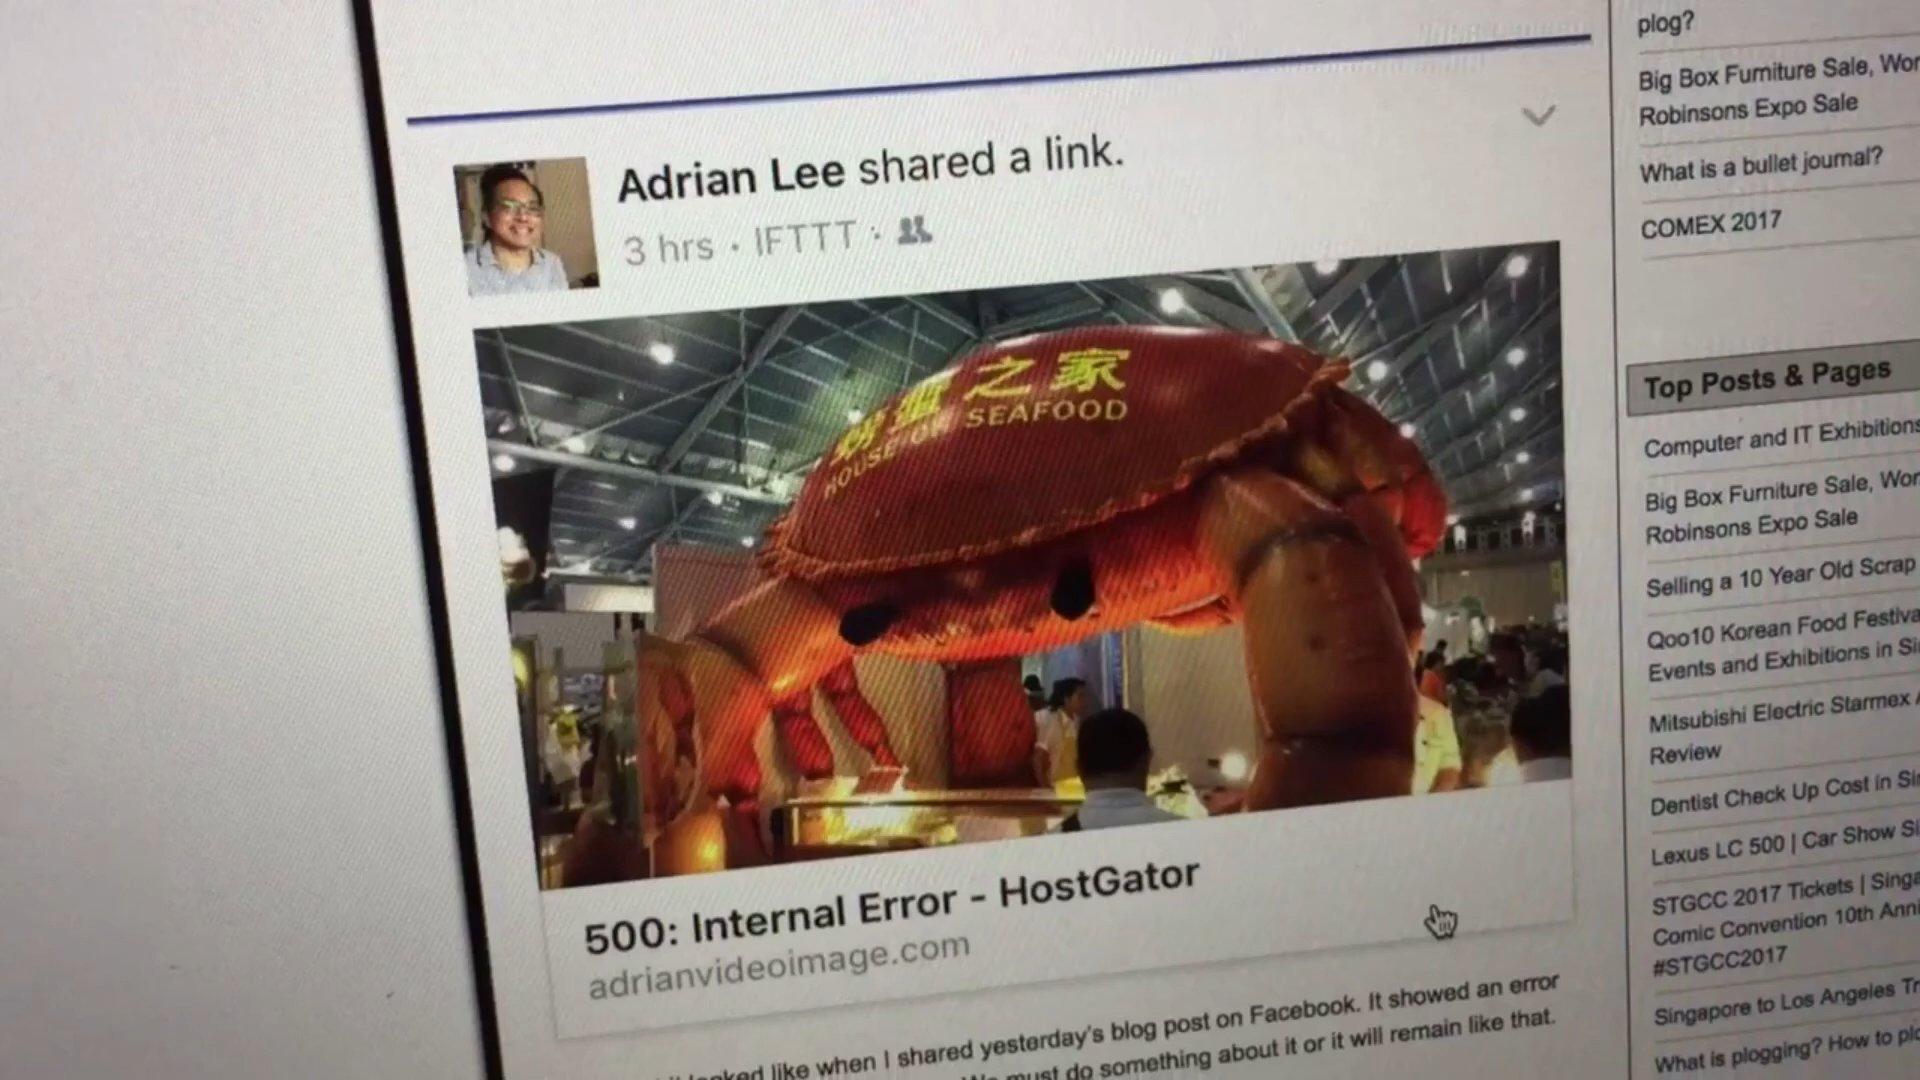 Adrian Lee shared a link.
3 hrs · IFTTT ·
蟹之家
HOUSE OF SEAFOOD
500: Internal Error - HostGator
adrianvideoimage.com
looked like when I shared yesterday's blog post on Facebook. It showed an error
We must do something about it or it will remain like that.
plog?
Big Box Furniture Sale, Wor
Robinsons Expo Sale
What is a bullet journal?
COMEX 2017
Top Posts & Pages
Computer and IT Exhibitions
Big Box Furniture Sale, Wor
Robinsons Expo Sale
Selling a 10 Year Old Scrap
Qoo10 Korean Food Festiva
Events and Exhibitions in Si
Mitsubishi Electric Starmex A
Review
Dentist Check Up Cost in Si
Lexus LC 500 | Car Show Si
STGCC 2017 Tickets | Singa
Comic Convention 10th Anni
#STGCC2017
Singapore to Los Angeles Tr
What is plogging? How to plo